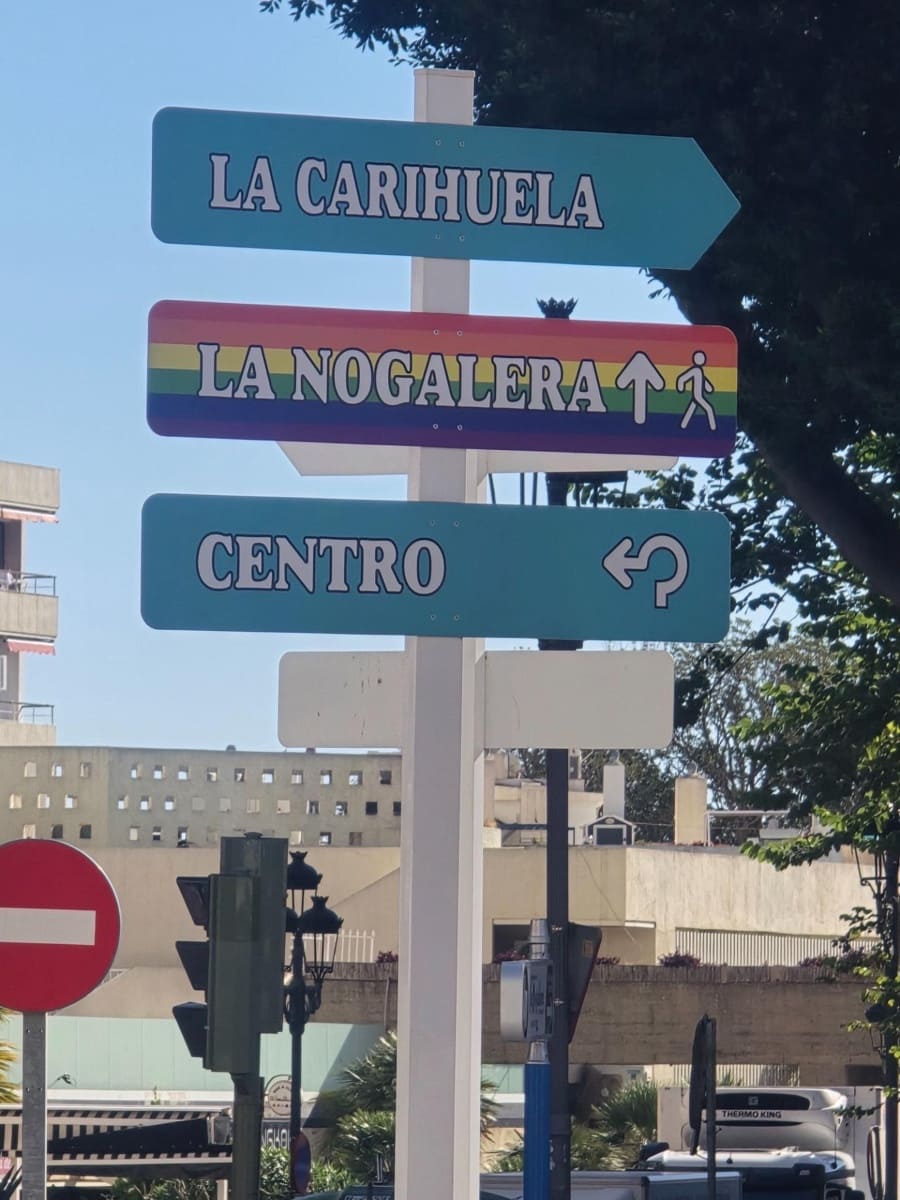 LA CARIHUELA
LA NOGALERA
CENTRO
THERMO KING